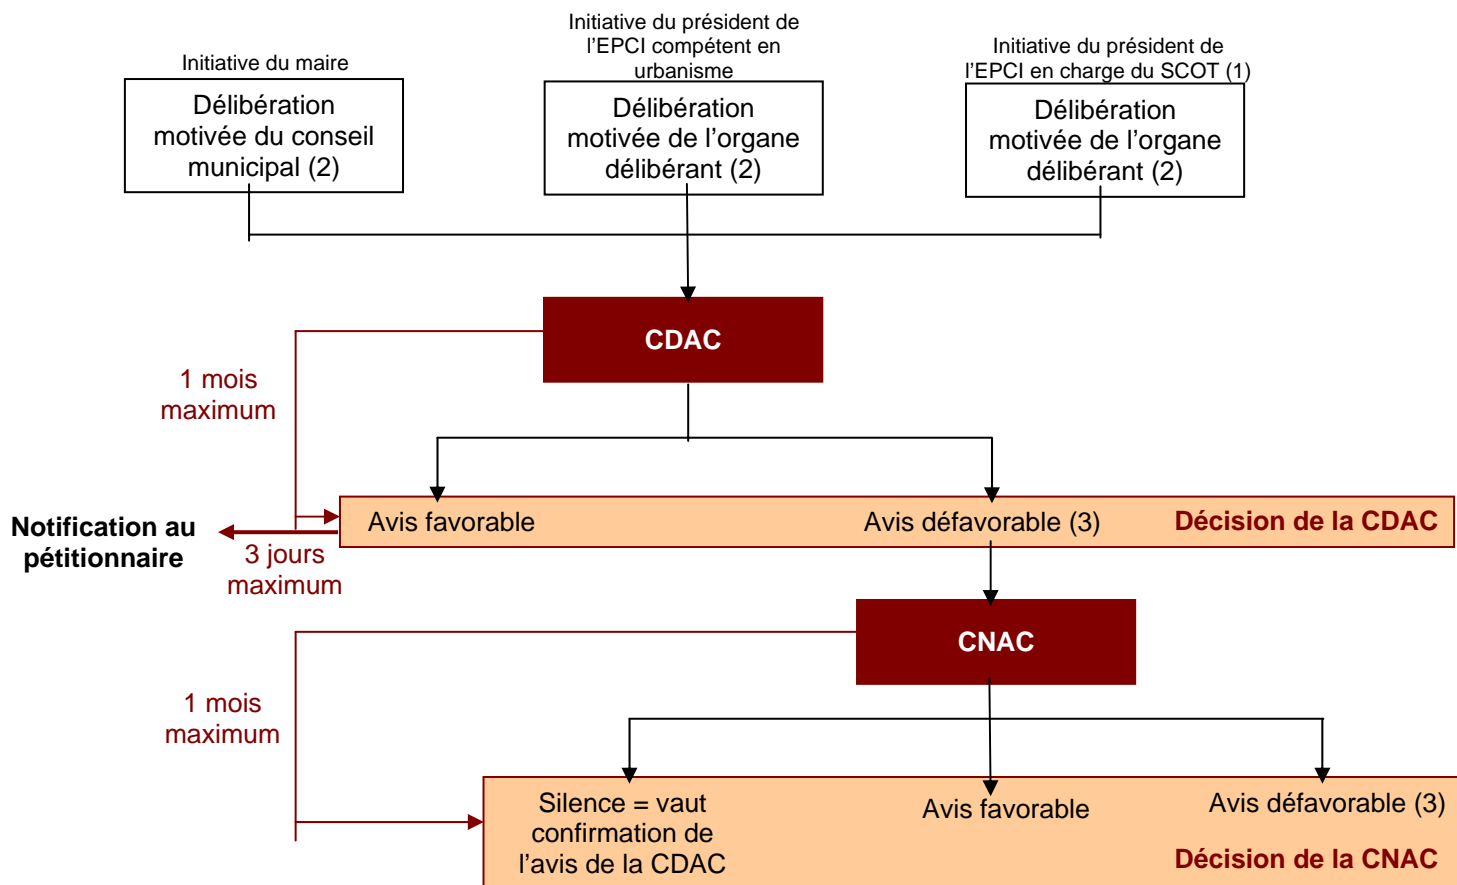 Initiative du maire
Délibération
motivée du conseil
municipal (2)
Initiative du président de
l'EPCI compétent en
urbanisme
Délibération
motivée de l'organe
délibérant (2)
Initiative du président de
l'EPCI en charge du SCOT (1)
Délibération
motivée de l'organe
délibérant (2)
CDAC
1 mois
maximum
Avis favorable
Avis défavorable (3)
Décision de la CDAC
Notification au
pétitionnaire
3 jours
maximum
CNAC
1 mois
maximum
Silence = vaut
confirmation de
l'avis de la CDAC
Avis favorable
Avis défavorable (3)
Décision de la CNAC